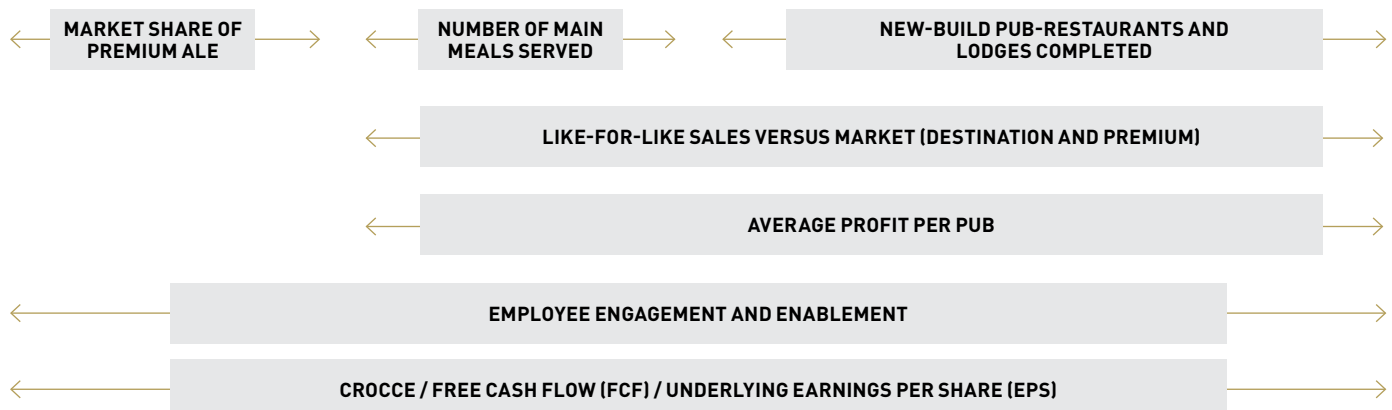 MARKET SHARE OF
PREMIUM ALE
NUMBER OF MAIN
MEALS SERVED
NEW-BUILD PUB-RESTAURANTS AND
LODGES COMPLETED
LIKE-FOR-LIKE SALES VERSUS MARKET (DESTINATION AND PREMIUM)
AVERAGE PROFIT PER PUB
EMPLOYEE ENGAGEMENT AND ENABLEMENT
CROCCE / FREE CASH FLOW (FCF) / UNDERLYING EARNINGS PER SHARE (EPS)